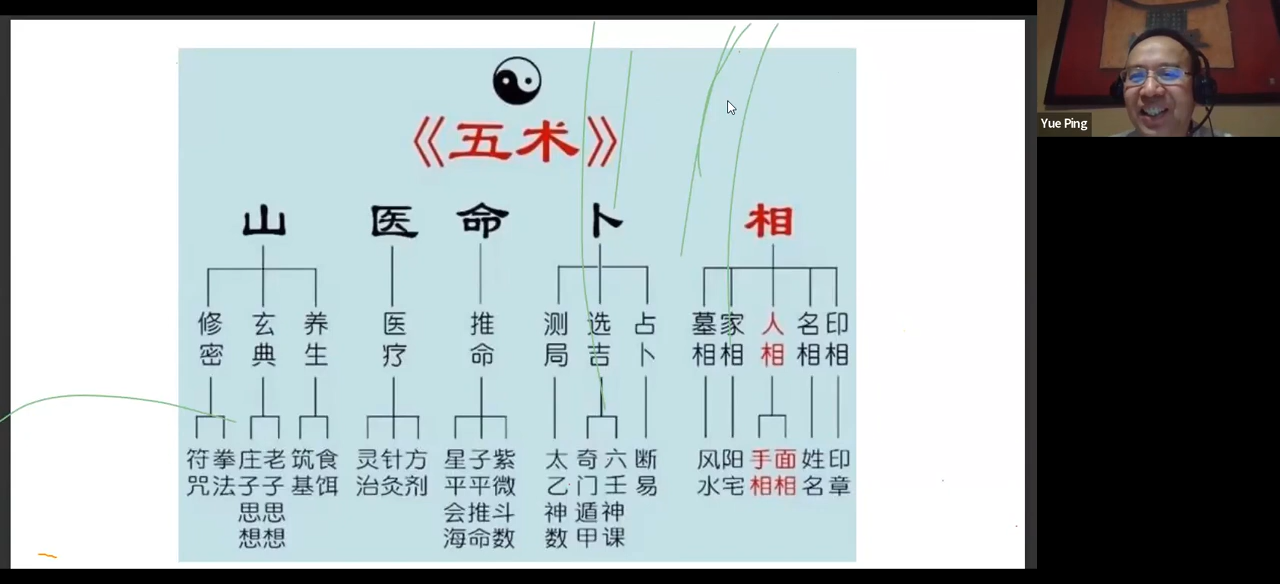 Yue Ping
《五术》
山 医 命 卜 相
修密 玄典 养生 医疗 推命 测局 选吉 占卜 墓相 家相 人相 名相 印相
符咒 拳法 庄子思想 老子思想 筑基 食饵 灵治 针灸 方剂 星平会海 子平推命 紫微斗数 太乙神数 奇门遁甲 六壬神课 断易 风水 阳宅 手相 面相 姓名 印章